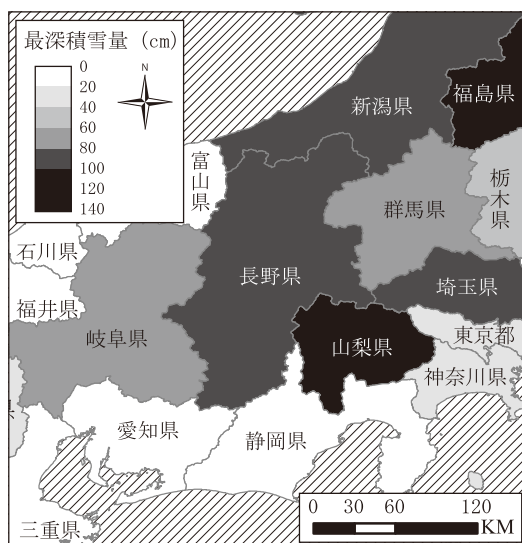 最深積雪量 (cm)
0
20
40
60
80
100
120
140
N
新潟県
福島県
富山県
栃木県
群馬県
石川県
長野県
埼玉県
福井県
岐阜県
山梨県
東京都
神奈川県
愛知県
静岡県
三重県
0 30 60 120
KM